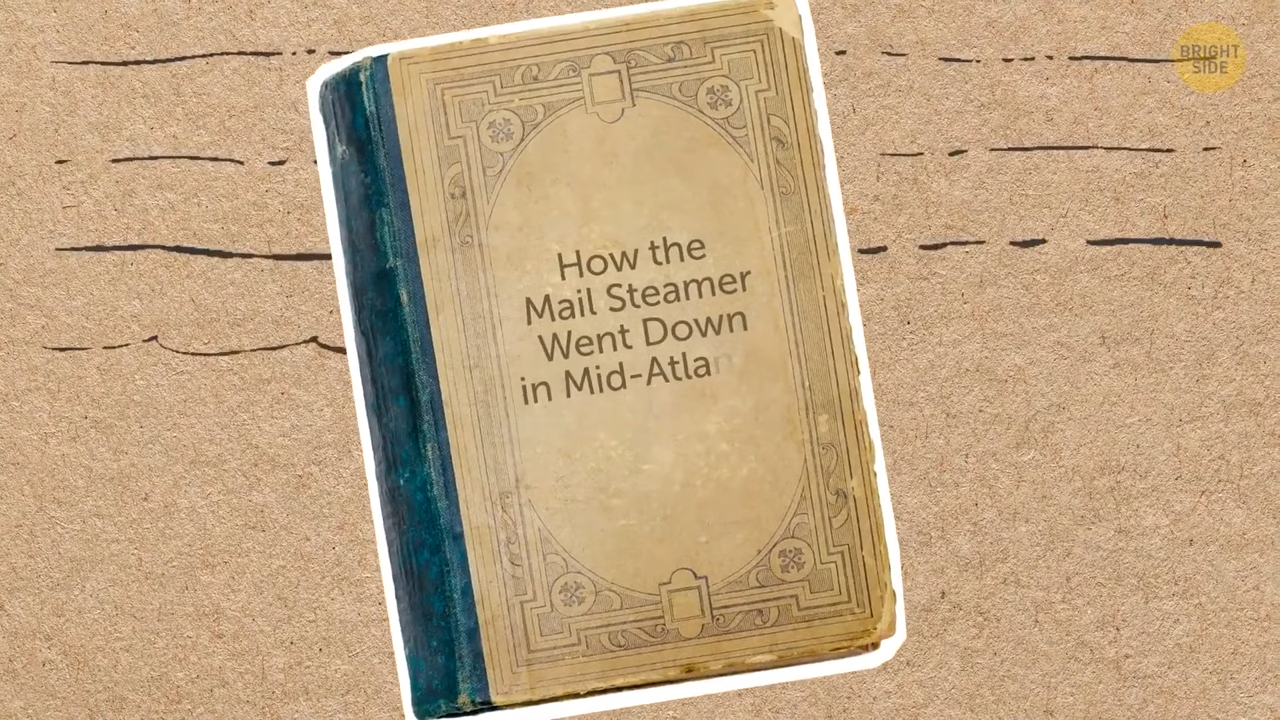 BRIGHT
SIDE
How the
Mail Steamer
Went Down
in Mid-Atlan